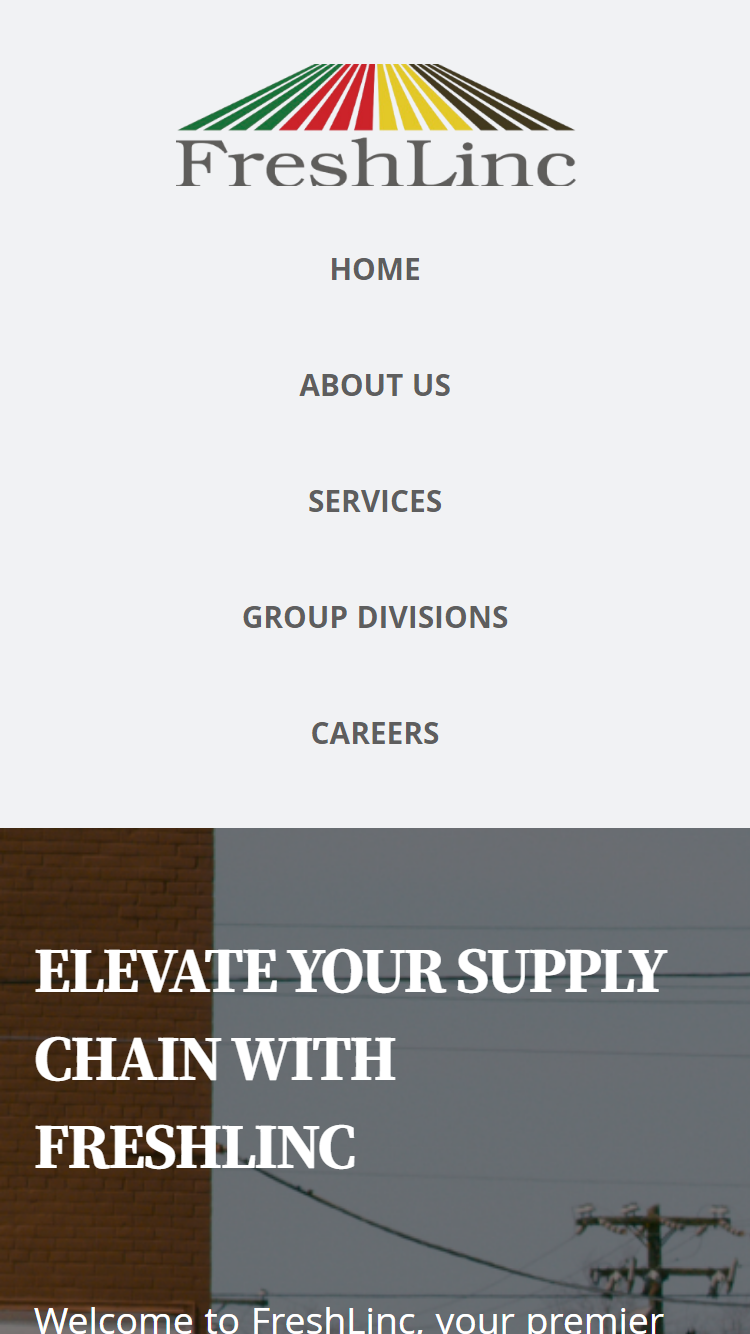 FreshLinc
HOME
ABOUT US
SERVICES
GROUP DIVISIONS
CAREERS
ELEVATE YOUR SUPPLY
CHAIN WITH
FRESHLINC
Welcome to FreshLinc, your premier